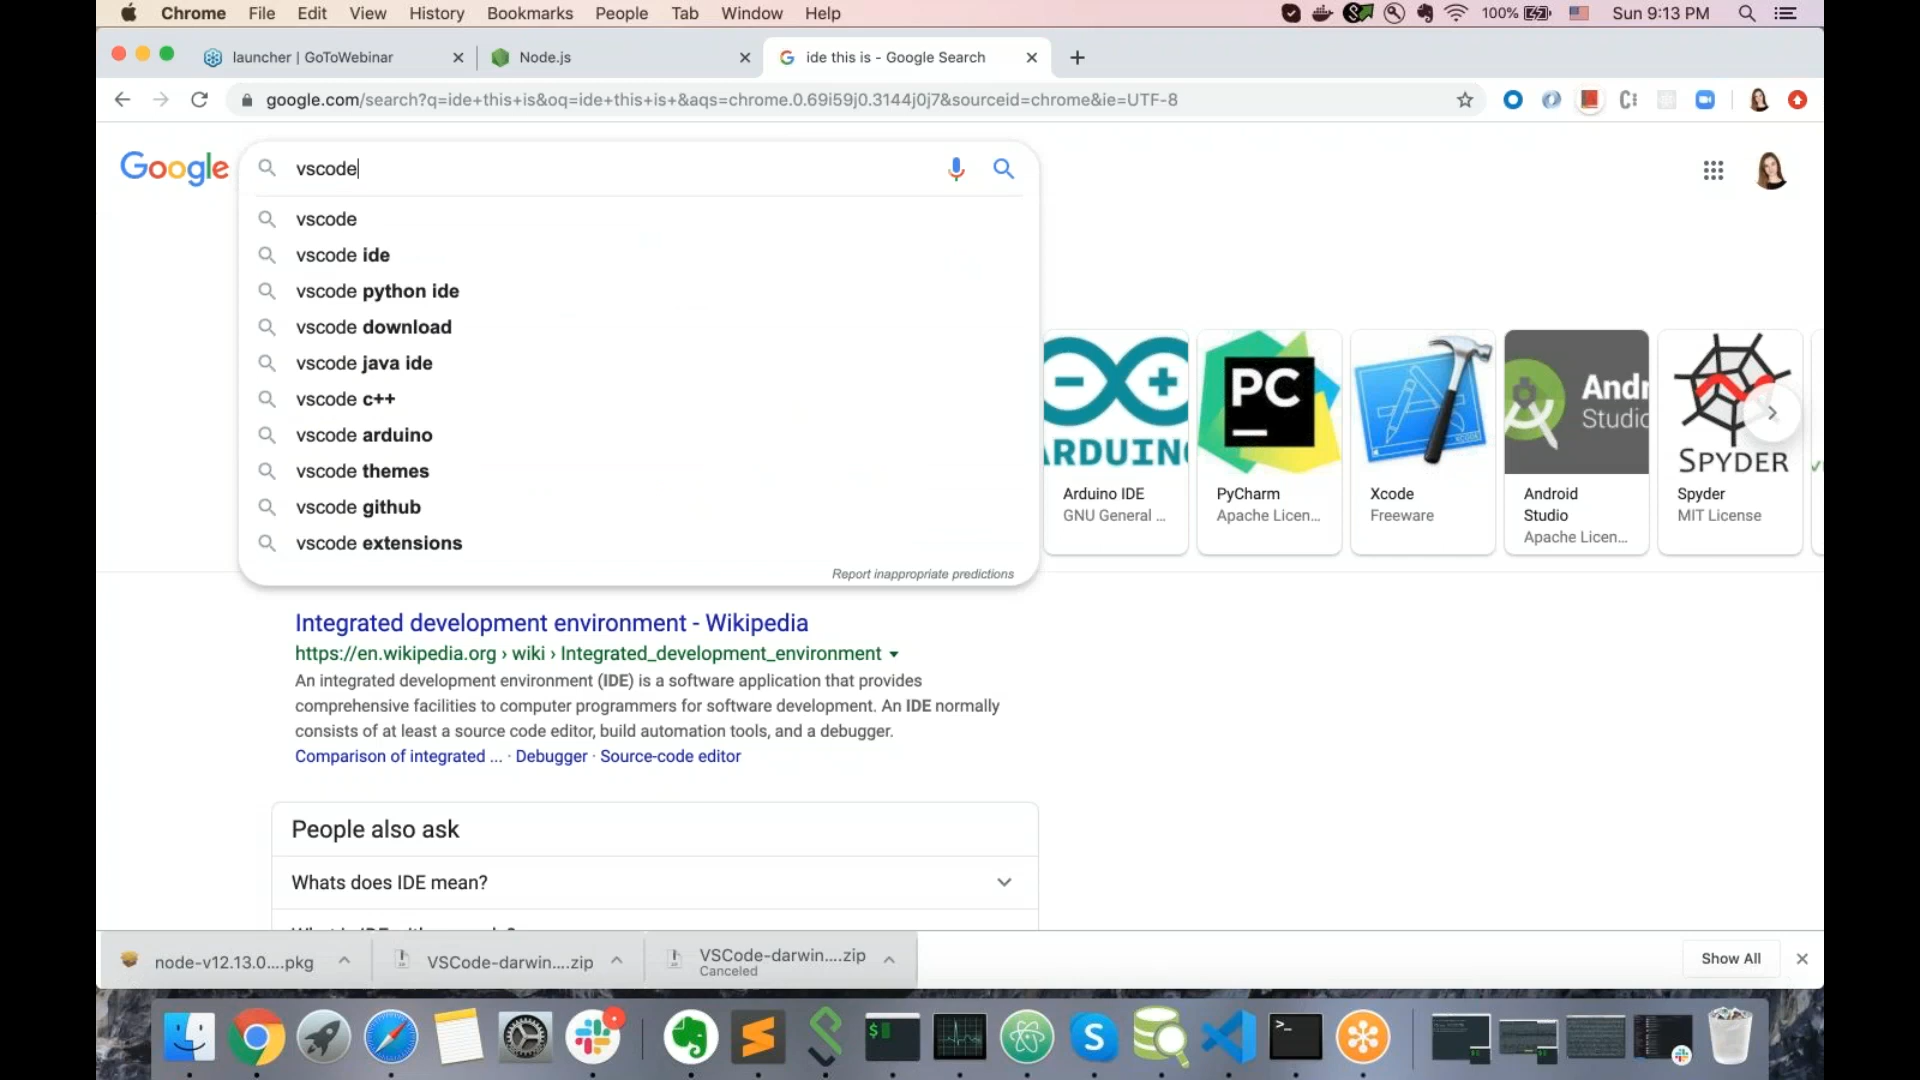 Chrome File Edit View History Bookmarks People Tab Window Help
100% Sun 9:13 PM
launcher | GoToWebinar
Node.js
ide this is - Google Search
google.com/search?q=ide+this+is&oq=ide+this+is+&aqs=chrome.0.69i59j0.3144j0j7&sourceid=chrome&ie=UTF-8
Google
vscode
vscode
vscode ide
vscode python ide
vscode download
vscode java ide
vscode c++
vscode arduino
vscode themes
vscode github
vscode extensions
Report inappropriate predictions
ARDUIN
PC
Andr
Studio
SPYDER
Arduino IDE
GNU General ...
PyCharm
Apache Licen...
Xcode
Freeware
Android
Studio
Apache Licen...
Spyder
MIT License
Integrated development environment - Wikipedia
https://en.wikipedia.org › wiki › Integrated_development_environment
An integrated development environment (IDE) is a software application that provides
comprehensive facilities to computer programmers for software development. An IDE normally
consists of at least a source code editor, build automation tools, and a debugger.
Comparison of integrated ... · Debugger · Source-code editor
People also ask
Whats does IDE mean?
node-v12.13.0....pkg
VSCode-darwin....zip
VSCode-darwin....zip
Canceled
Show All